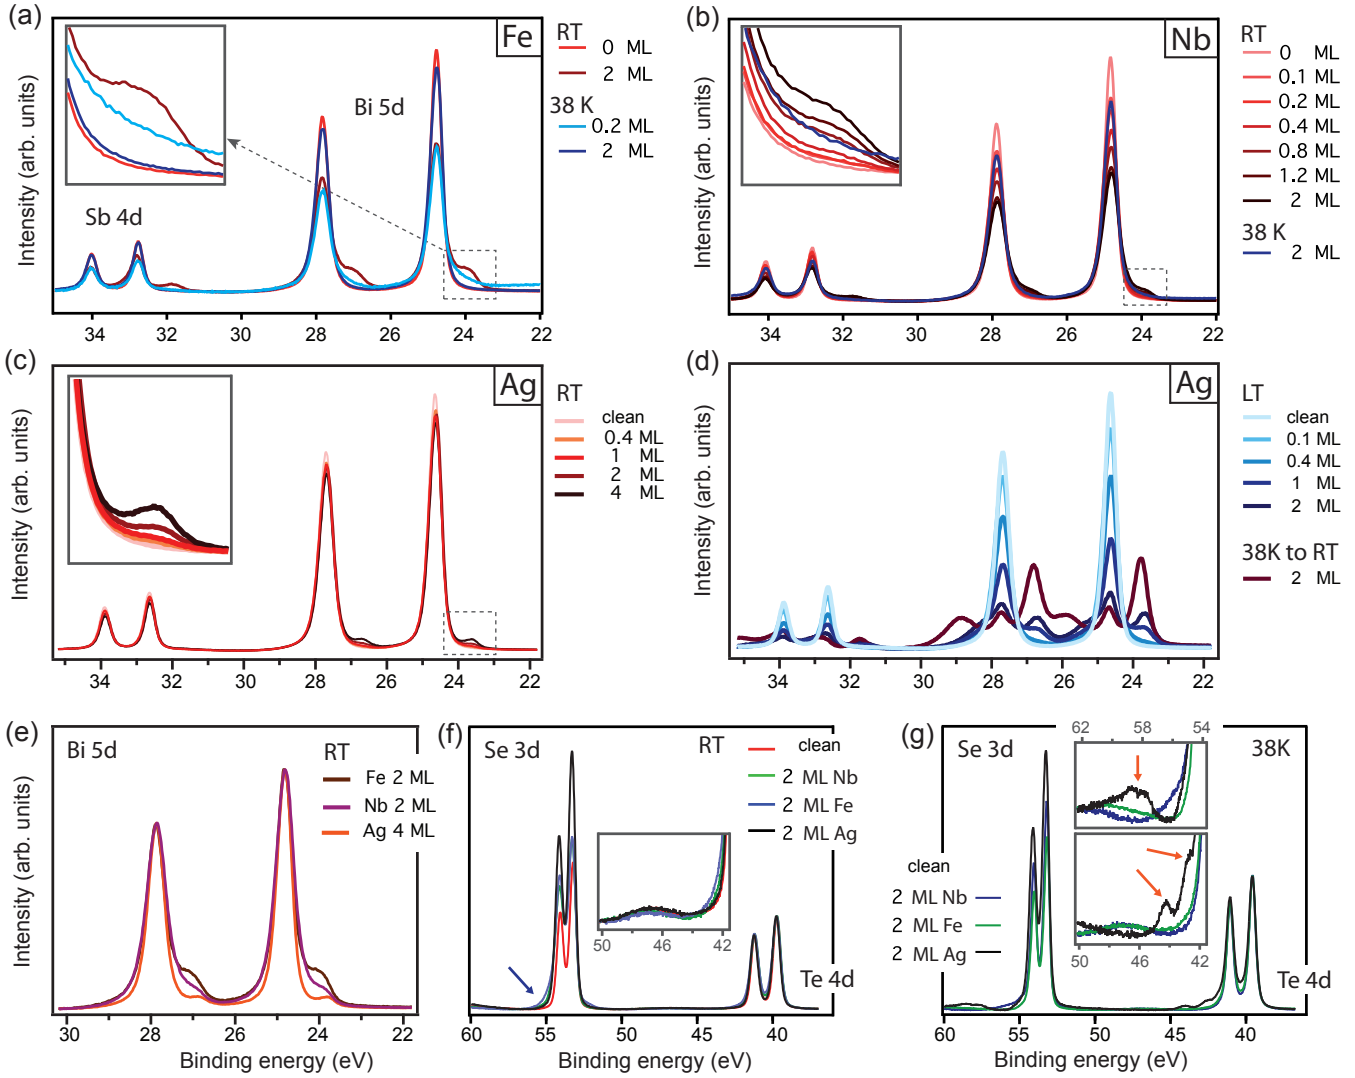 (a)
Intensity (arb. units)
Fe
Sb 4d
Bi 5d
34 32 30 28 26 24 22
RT
0 ML
2 ML
38 K
0.2 ML
2 ML
(b)
Intensity (arb. units)
Nb
34 32 30 28 26 24 22
RT
0 ML
0.1 ML
0.2 ML
0.4 ML
0.8 ML
1.2 ML
2 ML
38 K
2 ML
(c)
Intensity (arb. units)
Ag
34 32 30 28 26 24 22
RT
clean
0.4 ML
1 ML
2 ML
4 ML
(d)
Intensity (arb. units)
Ag
34 32 30 28 26 24 22
LT
clean
0.1 ML
0.4 ML
1 ML
2 ML
38K to RT
2 ML
(e)
Intensity (arb. units)
Bi 5d
RT
Fe 2 ML
Nb 2 ML
Ag 4 ML
30 28 26 24 22
Binding energy (eV)
(f)
Se 3d
RT
clean
2 ML Nb
2 ML Fe
2 ML Ag
50 46 42
Te 4d
60 55 50 45 40
Binding energy (eV)
(g)
Se 3d
38K
62 58 54
50 46 42
clean
2 ML Nb
2 ML Fe
2 ML Ag
Te 4d
60 55 50 45 40
Binding energy (eV)